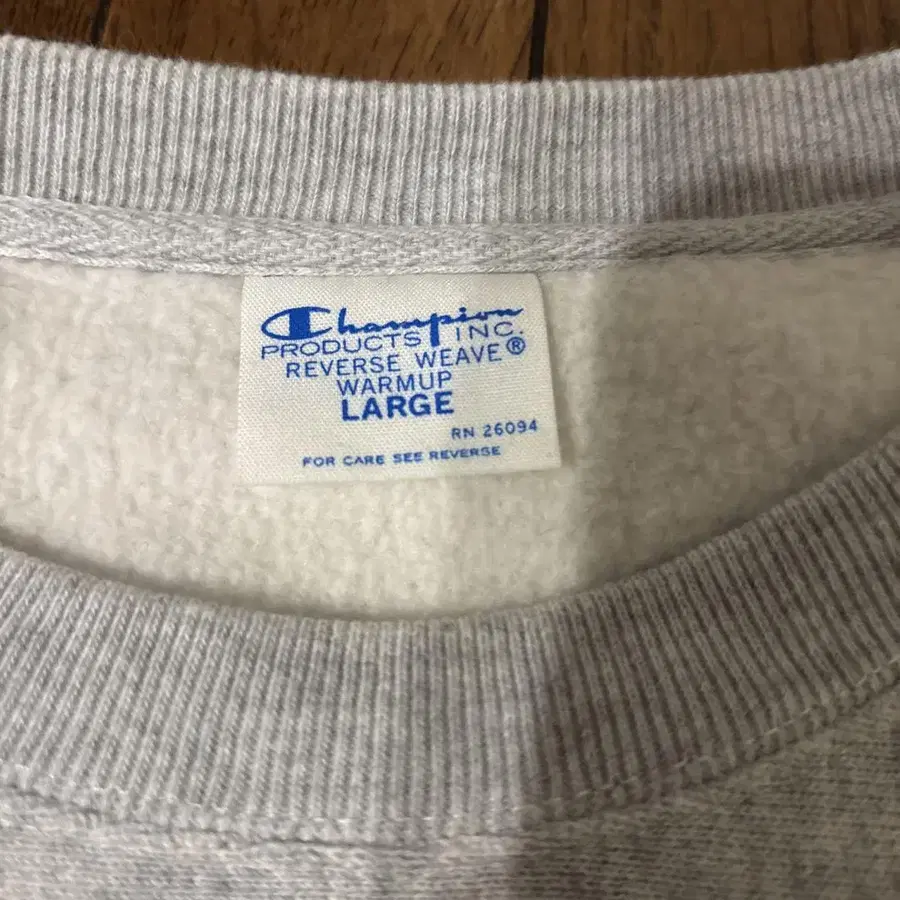 Champion
PRODUCTS INC.
REVERSE WEAVE®
WARMUP
LARGE
RN 26094
FOR CARE SEE REVERSE